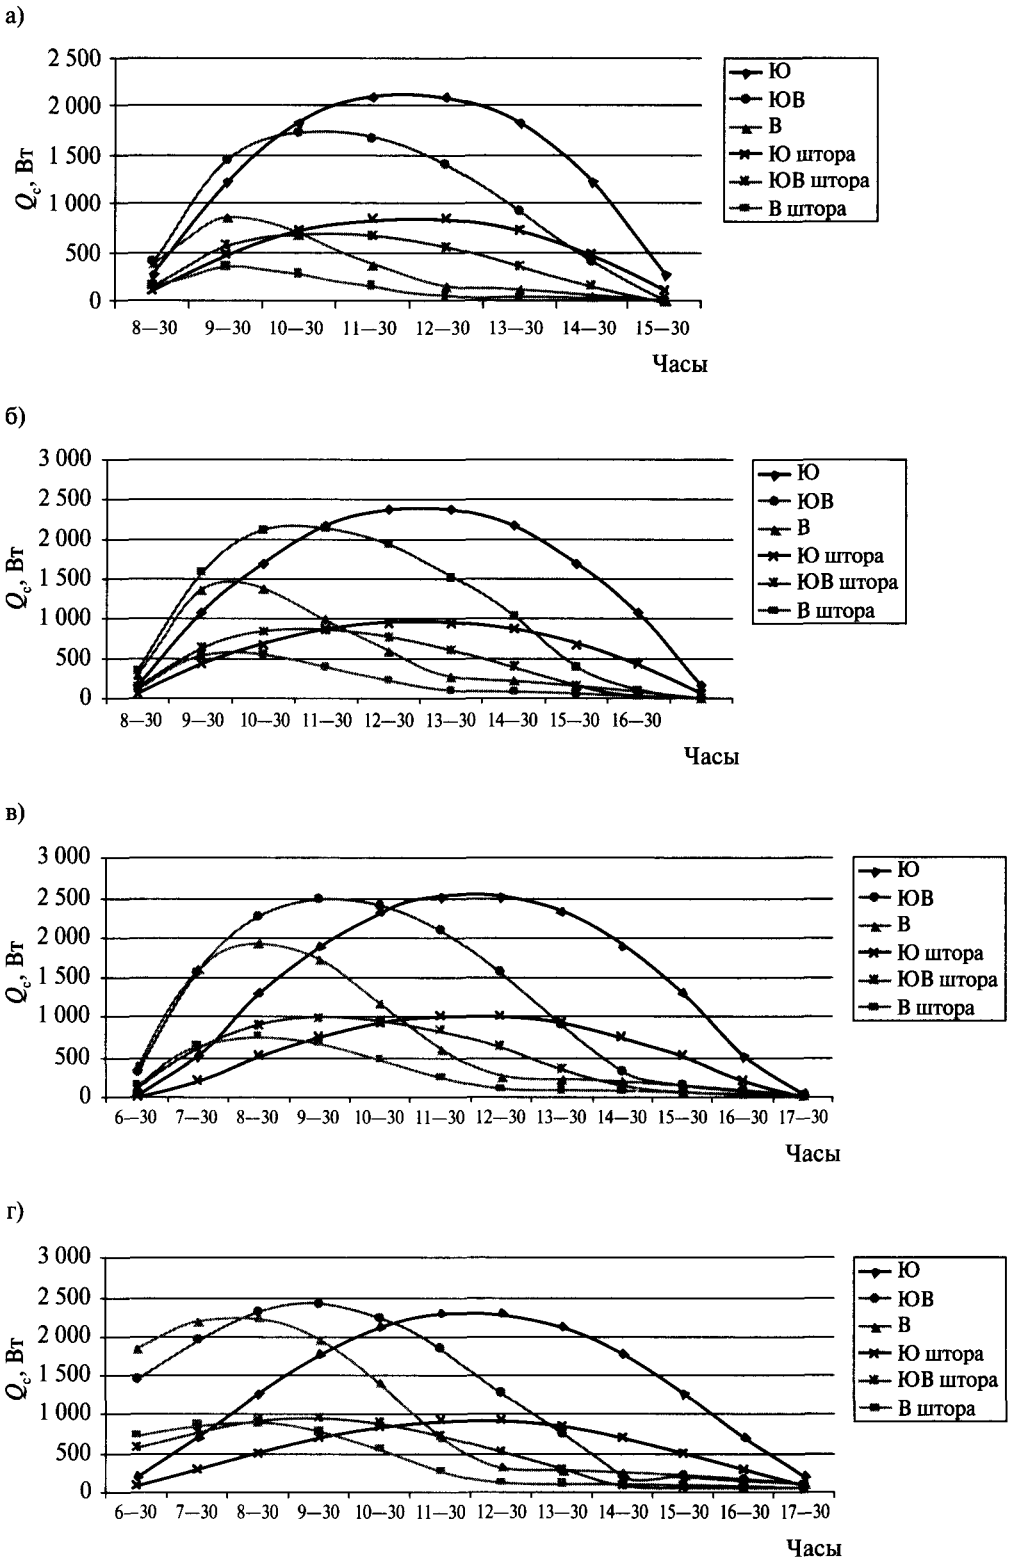 а)
Q_c, Вт
2 500
2 000
1 500
1 000
500
0
8—30 9—30 10—30 11—30 12—30 13—30 14—30 15—30
Часы
Ю
ЮВ
В
Ю штора
ЮВ штора
В штора
б)
Q_c, Вт
3 000
2 500
2 000
1 500
1 000
500
0
8—30 9—30 10—30 11—30 12—30 13—30 14—30 15—30 16—30
Часы
Ю
ЮВ
В
Ю штора
ЮВ штора
В штора
в)
Q_c, Вт
3 000
2 500
2 000
1 500
1 000
500
0
6—30 7—30 8—30 9—30 10—30 11—30 12—30 13—30 14—30 15—30 16—30 17—30
Часы
Ю
ЮВ
В
Ю штора
ЮВ штора
В штора
г)
Q_c, Вт
3 000
2 500
2 000
1 500
1 000
500
0
6—30 7—30 8—30 9—30 10—30 11—30 12—30 13—30 14—30 15—30 16—30 17—30
Часы
Ю
ЮВ
В
Ю штора
ЮВ штора
В штора